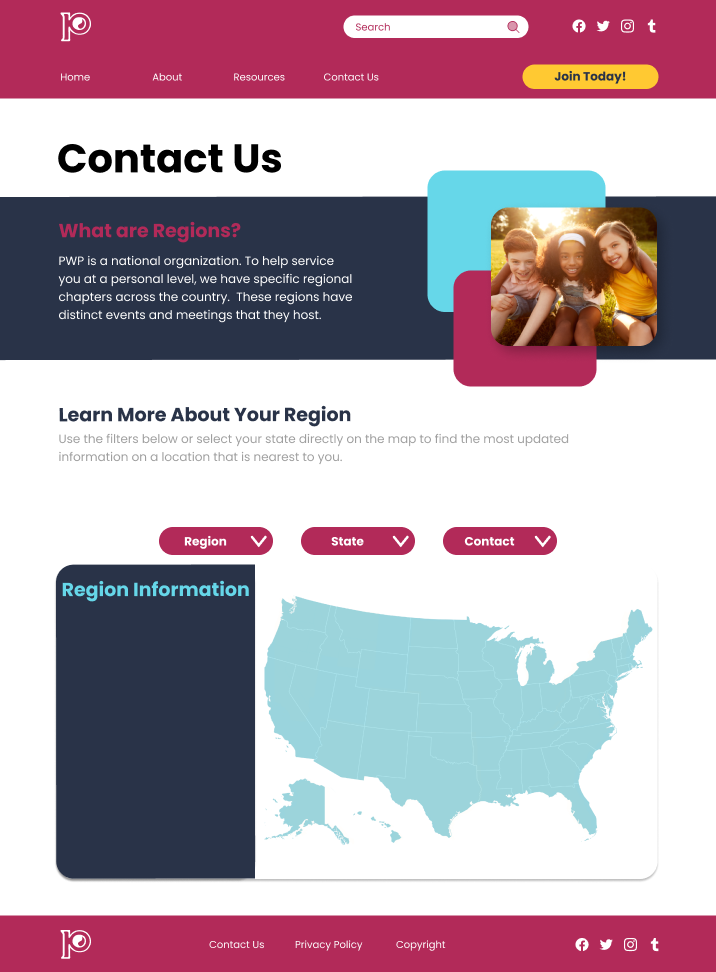 Search
Home About Resources Contact Us Join Today!
Contact Us
What are Regions?
PWP is a national organization. To help service
you at a personal level, we have specific regional
chapters across the country. These regions have
distinct events and meetings that they host.
Learn More About Your Region
Use the filters below or select your state directly on the map to find the most updated
information on a location that is nearest to you.
Region State Contact
Region Information
Contact Us Privacy Policy Copyright